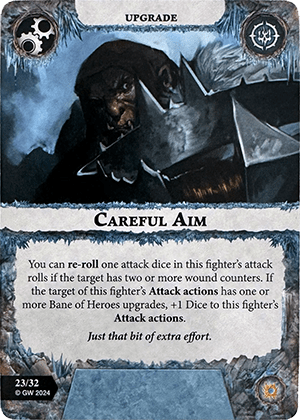 UPGRADE
CAREFUL AIM
You can re-roll one attack dice in this fighter's attack
rolls if the target has two or more wound counters. If
the target of this fighter's Attack actions has one or
more Bane of Heroes upgrades, +1 Dice to this fighter's
Attack actions.
Just that bit of extra effort.
23/32
© GW 2024